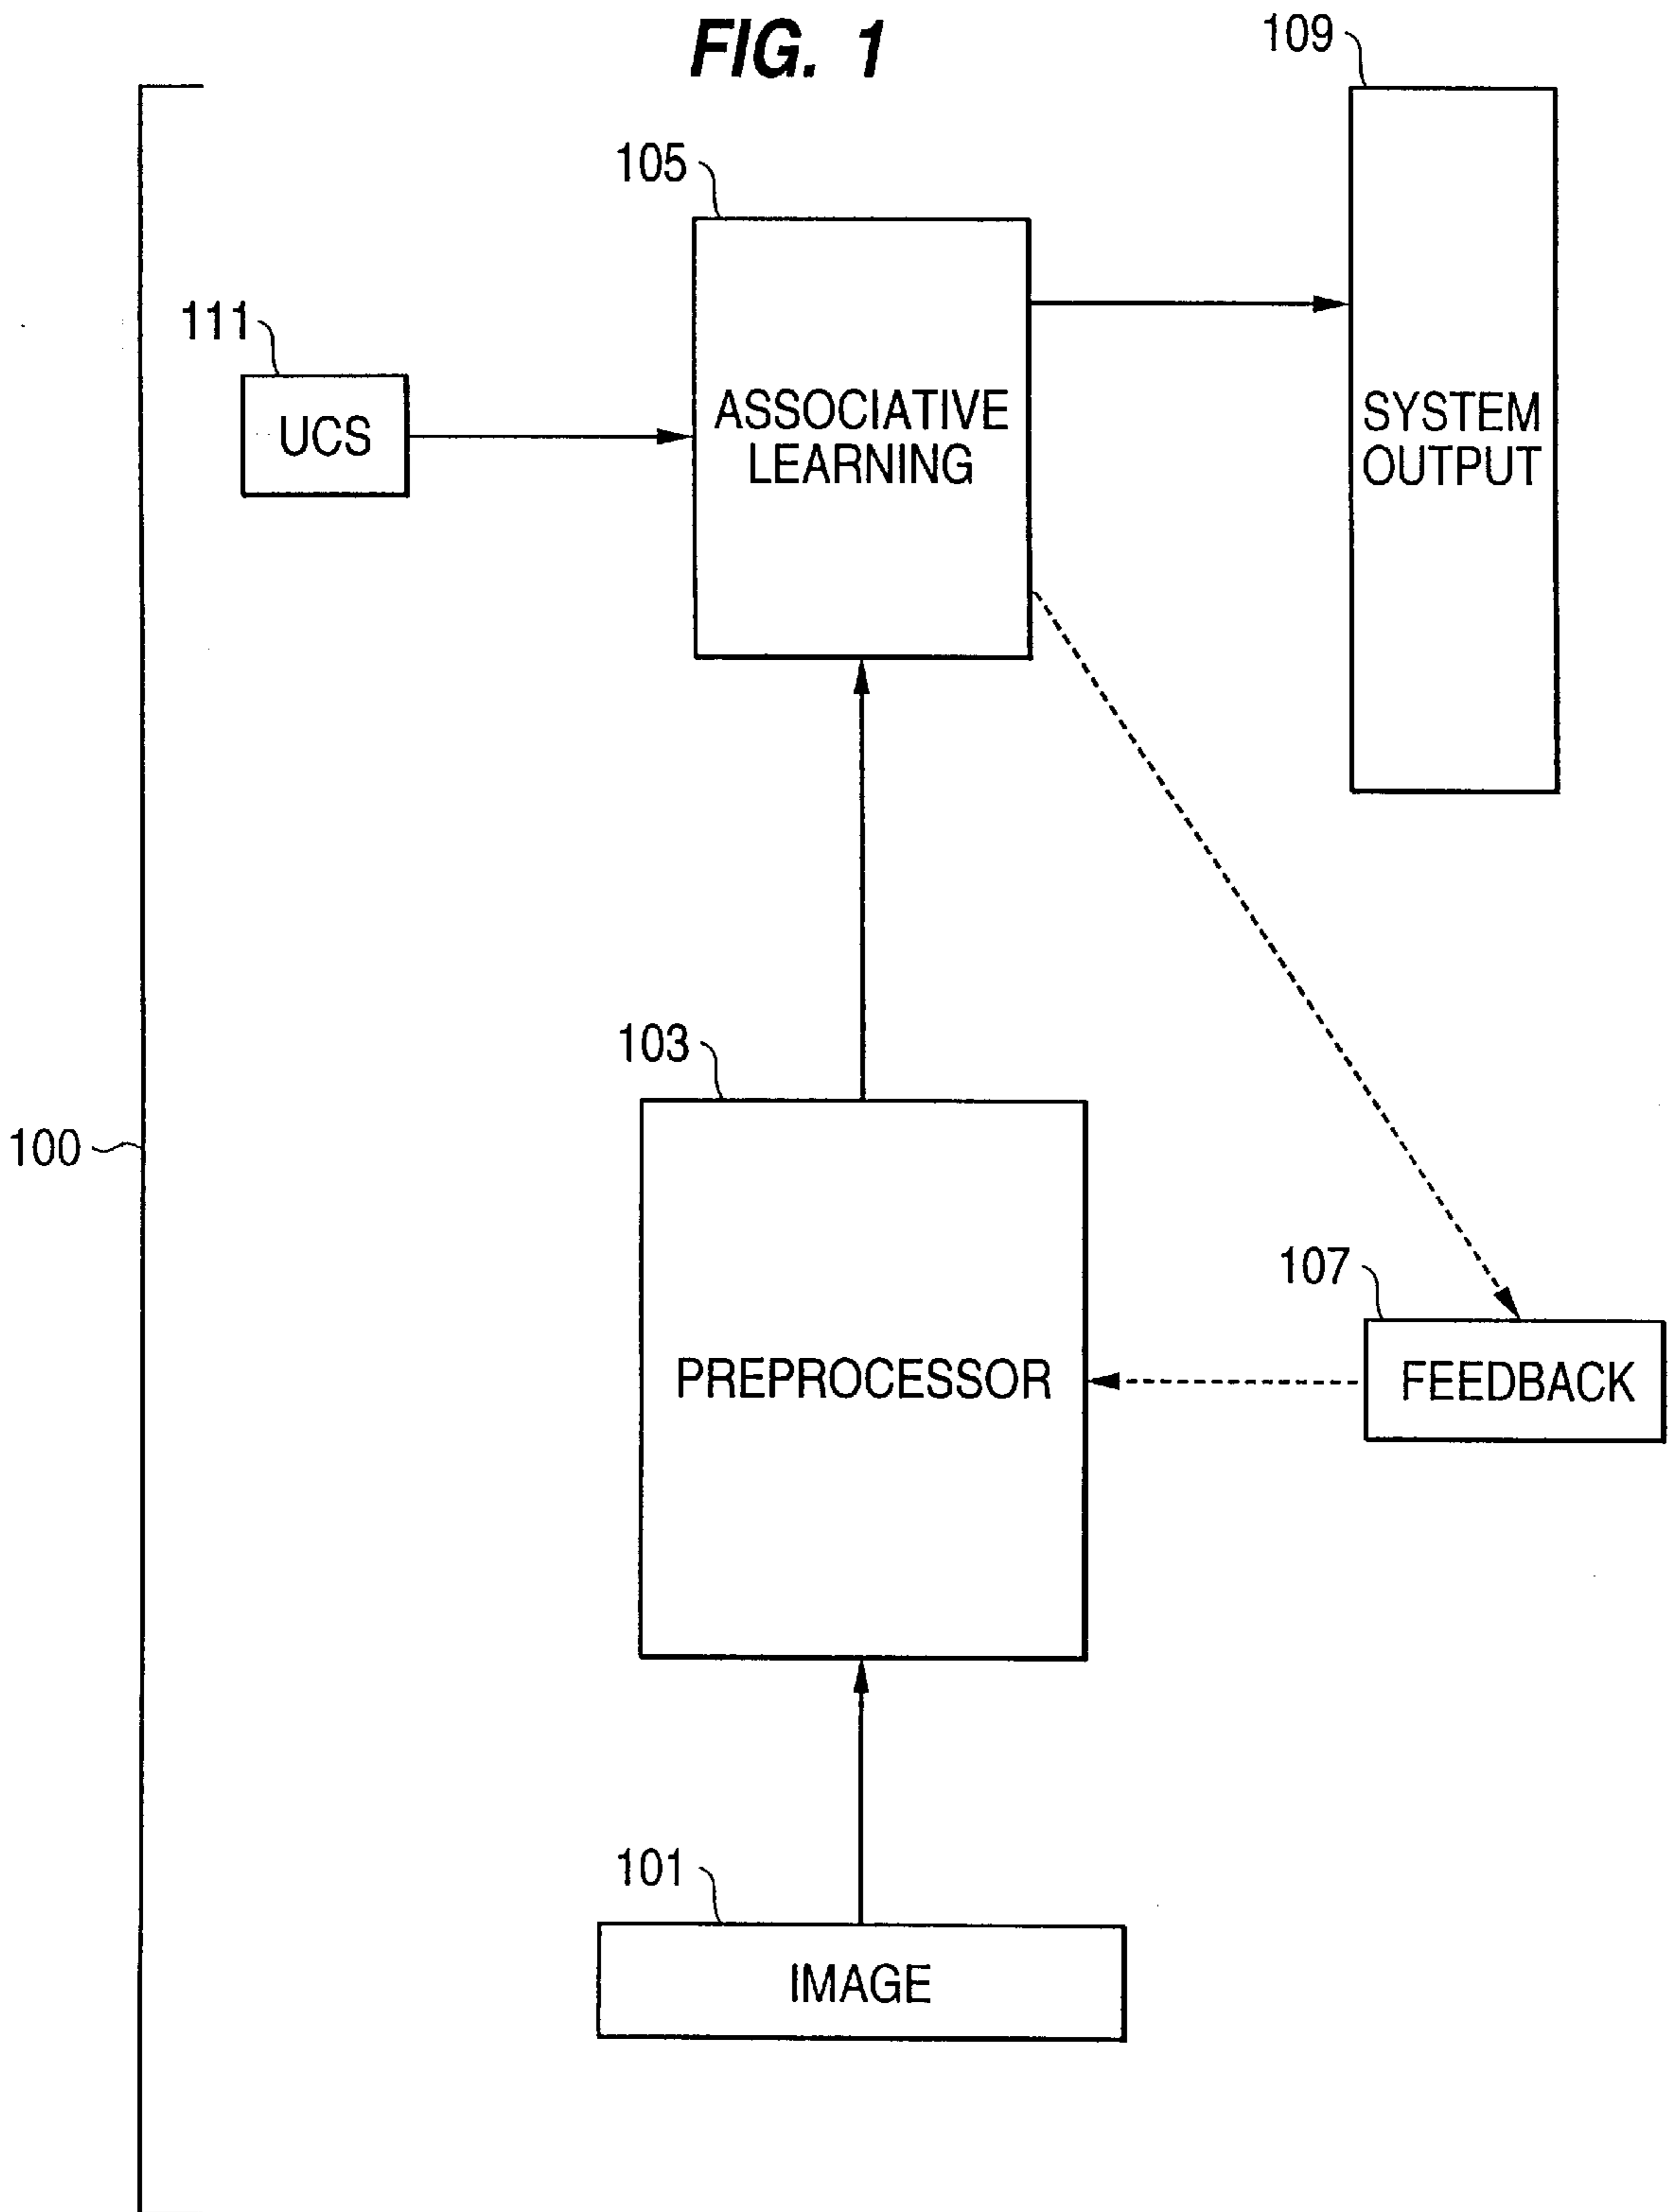 FIG. 1
109
105
111
UCS
ASSOCIATIVE
LEARNING
SYSTEM
OUTPUT
103
100
107
PREPROCESSOR
FEEDBACK
101
IMAGE